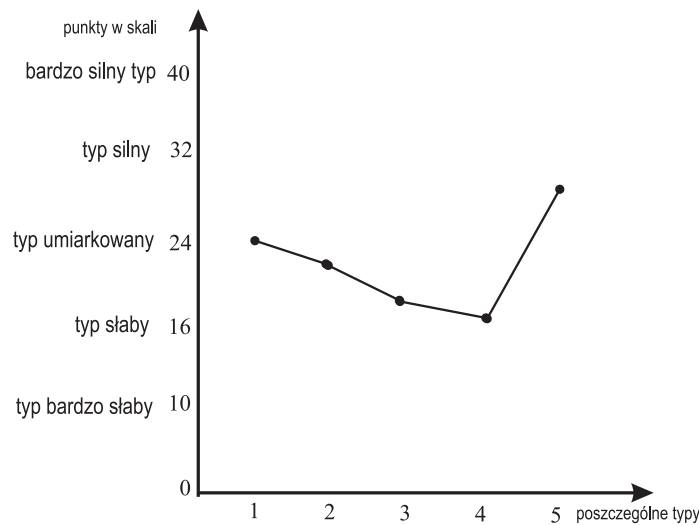 punkty w skali
bardzo silny typ 40
typ silny 32
typ umiarkowany 24
typ słaby 16
typ bardzo słaby 10
0
1 2 3 4 5 poszczególne typy